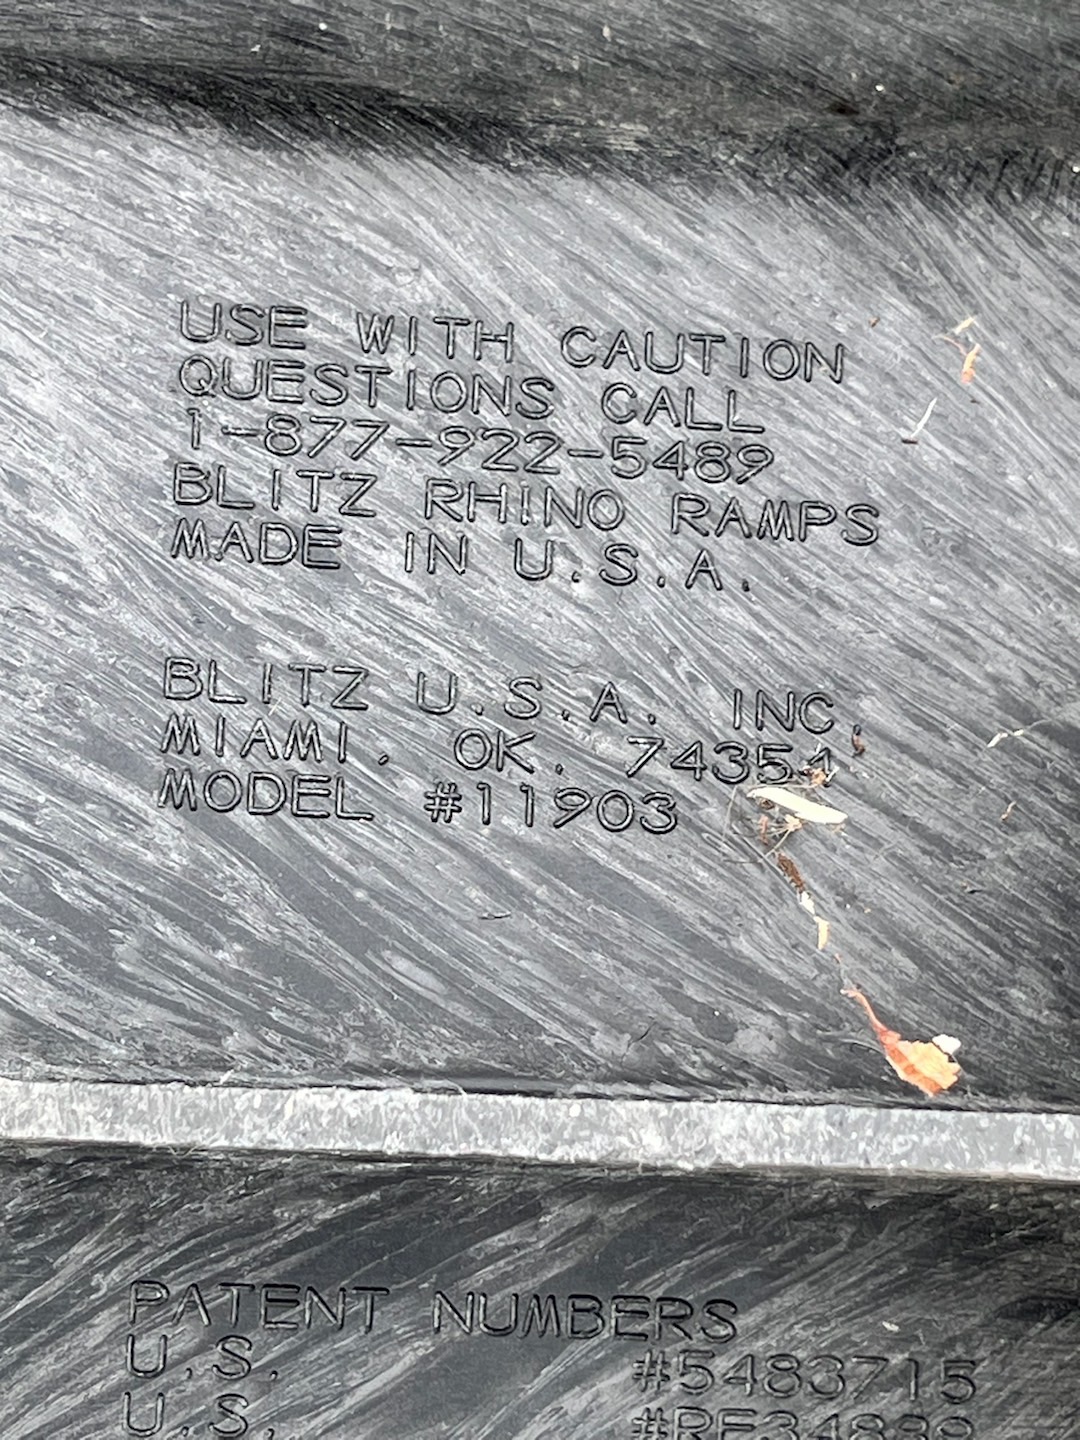 USE WITH CAUTION
QUESTIONS CALL
1-877-922-5489
BLITZ RHINO RAMPS
MADE IN U.S.A.
BLITZ U.S.A. INC.
MIAMI, OK. 74354
MODEL #11903
PATENT NUMBERS
U.S. #5483715
U.S.